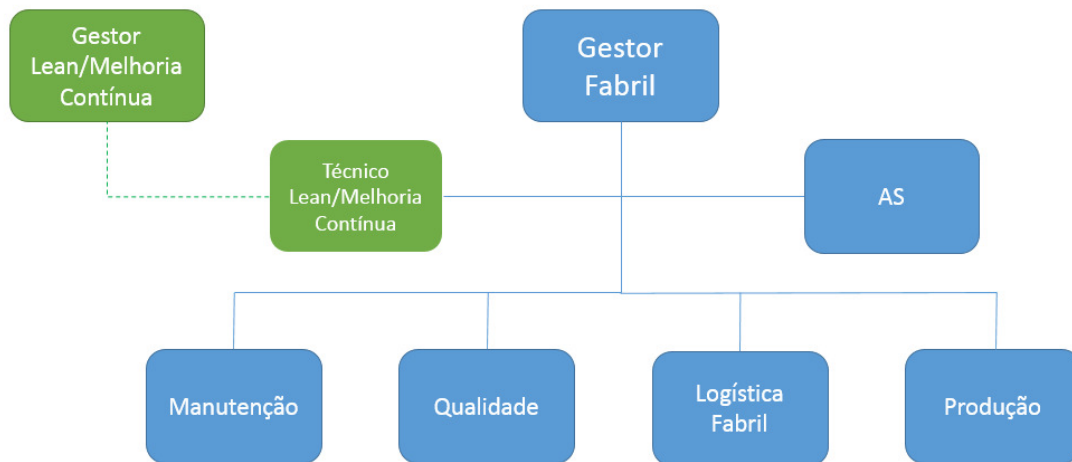 Gestor
Lean/Melhoria
Contínua
Gestor
Fabril
Técnico
Lean/Melhoria
Contínua
AS
Manutenção
Qualidade
Logística
Fabril
Produção